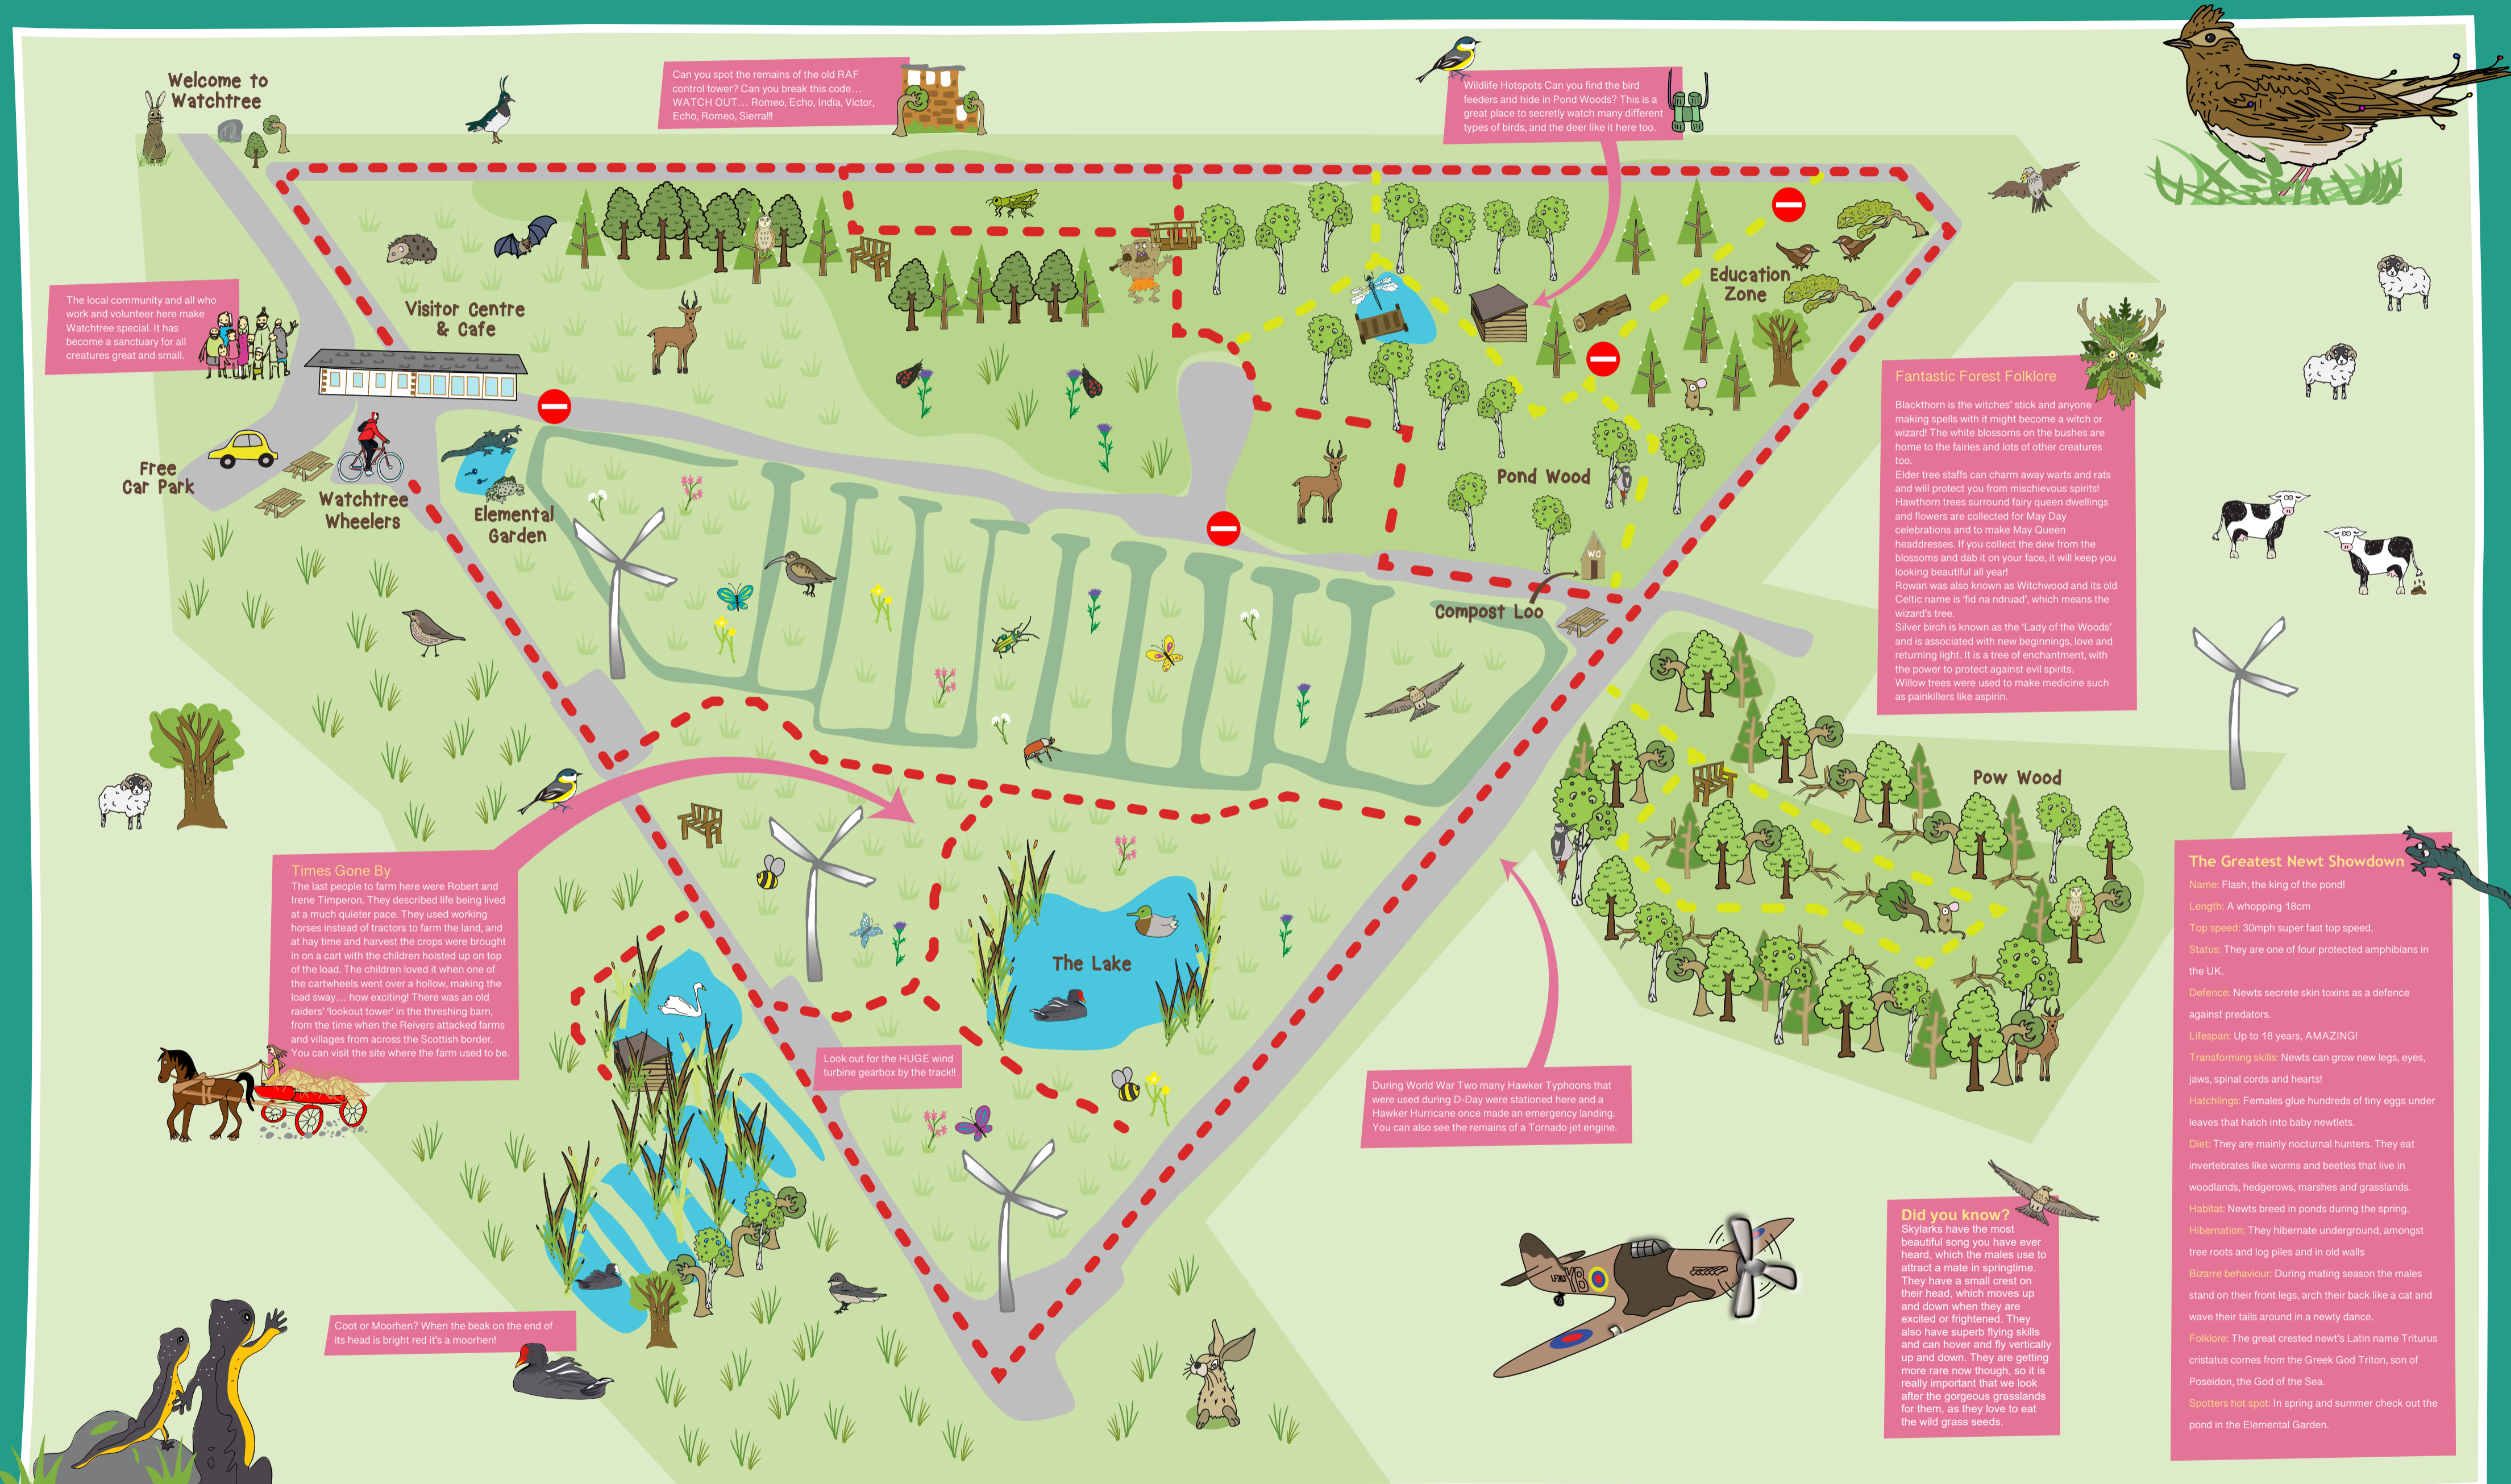 Welcome to
Watchtree
Can you spot the remains of the old RAF
control tower? Can you break this code…
WATCH OUT… Romeo, Echo, India, Victor,
Echo, Romeo, Sierra!!!
Wildlife Hotspots Can you find the bird
feeders and hide in Pond Woods? This is a
great place to secretly watch many different
types of birds, and the deer like it here too.
The local community and all who
work and volunteer here make
Watchtree special. It has
become a sanctuary for all
creatures great and small.
Visitor Centre
& Cafe
Education
Zone
Free
Car Park
Watchtree
Wheelers
Elemental
Garden
Pond Wood
WC
Compost Loo
Fantastic Forest Folklore
Blackthorn is the witches' stick and anyone
making spells with it might become a witch or
wizard! The white blossoms on the bushes are
home to the fairies and lots of other creatures
too.
Elder tree staffs can charm away warts and rats
and will protect you from mischievous spirits!
Hawthorn trees surround fairy queen dwellings
and flowers are collected for May Day
celebrations and to make May Queen
headdresses. If you collect the dew from the
blossoms and dab it on your face, it will keep you
looking beautiful all year!
Rowan was also known as Witchwood and its old
Celtic name is 'fid na ndruad', which means the
wizard's tree.
Silver birch is known as the 'Lady of the Woods'
and is associated with new beginnings, love and
returning light. It is a tree of enchantment, with
the power to protect against evil spirits.
Willow trees were used to make medicine such
as painkillers like aspirin.
Pow Wood
Times Gone By
The last people to farm here were Robert and
Irene Timperon. They described life being lived
at a much quieter pace. They used working
horses instead of tractors to farm the land, and
at hay time and harvest the crops were brought
in on a cart with the children hoisted up on top
of the load. The children loved it when one of
the cartwheels went over a hollow, making the
load sway… how exciting! There was an old
raiders' 'lookout tower' in the threshing barn,
from the time when the Reivers attacked farms
and villages from across the Scottish border.
You can visit the site where the farm used to be.
The Lake
Look out for the HUGE wind
turbine gearbox by the track!!
During World War Two many Hawker Typhoons that
were used during D-Day were stationed here and a
Hawker Hurricane once made an emergency landing.
You can also see the remains of a Tornado jet engine.
LF363
YB
Coot or Moorhen? When the beak on the end of
its head is bright red it's a moorhen!
Did you know?
Skylarks have the most
beautiful song you have ever
heard, which the males use to
attract a mate in springtime.
They have a small crest on
their head, which moves up
and down when they are
excited or frightened. They
also have superb flying skills
and can hover and fly vertically
up and down. They are getting
more rare now though, so it is
really important that we look
after the gorgeous grasslands
for them, as they love to eat
the wild grass seeds.
The Greatest Newt Showdown
Name: Flash, the king of the pond!
Length: A whopping 18cm
Top speed: 30mph super fast top speed.
Status: They are one of four protected amphibians in
the UK.
Defence: Newts secrete skin toxins as a defence
against predators.
Lifespan: Up to 18 years, AMAZING!
Transforming skills: Newts can grow new legs, eyes,
jaws, spinal cords and hearts!
Hatchlings: Females glue hundreds of tiny eggs under
leaves that hatch into baby newtlets.
Diet: They are mainly nocturnal hunters. They eat
invertebrates like worms and beetles that live in
woodlands, hedgerows, marshes and grasslands.
Habitat: Newts breed in ponds during the spring.
Hibernation: They hibernate underground, amongst
tree roots and log piles and in old walls
Bizarre behaviour: During mating season the males
stand on their front legs, arch their back like a cat and
wave their tails around in a newty dance.
Folklore: The great crested newt's Latin name Triturus
cristatus comes from the Greek God Triton, son of
Poseidon, the God of the Sea.
Spotters hot spot: In spring and summer check out the
pond in the Elemental Garden.